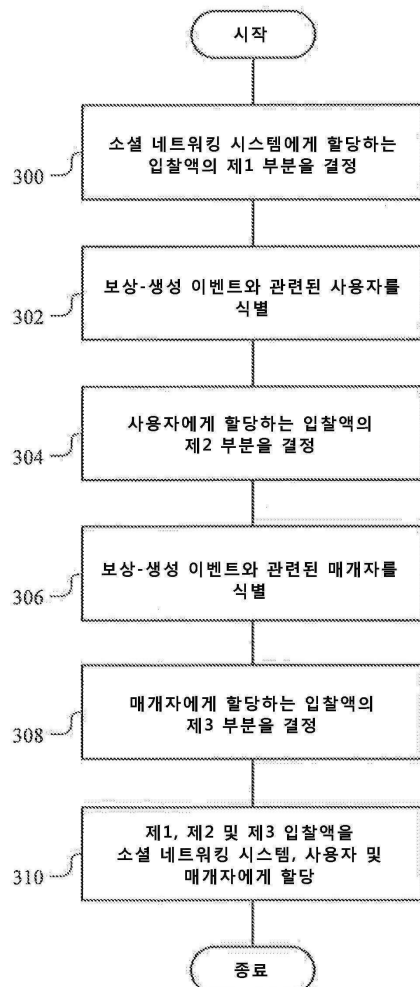 시작
300
소셜 네트워킹 시스템에게 할당하는
입찰액의 제1 부분을 결정
302
보상-생성 이벤트와 관련된 사용자를
식별
304
사용자에게 할당하는 입찰액의
제2 부분을 결정
306
보상-생성 이벤트와 관련된 매개자를
식별
308
매개자에게 할당하는 입찰액의
제3 부분을 결정
310
제1, 제2 및 제3 입찰액을
소셜 네트워킹 시스템, 사용자 및
매개자에게 할당
종료